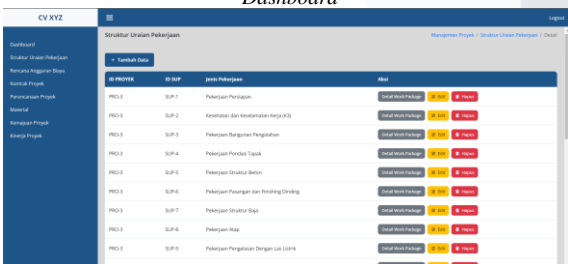 Dashboard
CV XYZ
Logout
Dashboard
Struktur Uraian Pekerjaan
Rencana Anggaran Biaya
Kontrak Proyek
Perencanaan Proyek
Material
Kemajuan Proyek
Kinerja Proyek
Struktur Uraian Pekerjaan
Manajemen Proyek / Struktur Uraian Pekerjaan / Detail
+ Tambah Data
ID PROYEK ID SUP Jenis Pekerjaan Aksi
PRO-3 SUP-1 Pekerjaan Persiapan Detail Work Package Edit Hapus
PRO-3 SUP-2 Kesehatan dan Keselamatan Kerja (K3) Detail Work Package Edit Hapus
PRO-3 SUP-3 Pekerjaan Bangunan Pengolahan Detail Work Package Edit Hapus
PRO-3 SUP-4 Pekerjaan Pondasi Tapak Detail Work Package Edit Hapus
PRO-3 SUP-5 Pekerjaan Struktur Beton Detail Work Package Edit Hapus
PRO-3 SUP-6 Pekerjaan Pasangan dan Finishing Dinding Detail Work Package Edit Hapus
PRO-3 SUP-7 Pekerjaan Struktur Baja Detail Work Package Edit Hapus
PRO-3 SUP-8 Pekerjaan Atap Detail Work Package Edit Hapus
PRO-3 SUP-9 Pekerjaan Pengelasan Dengan Las Listrik Detail Work Package Edit Hapus